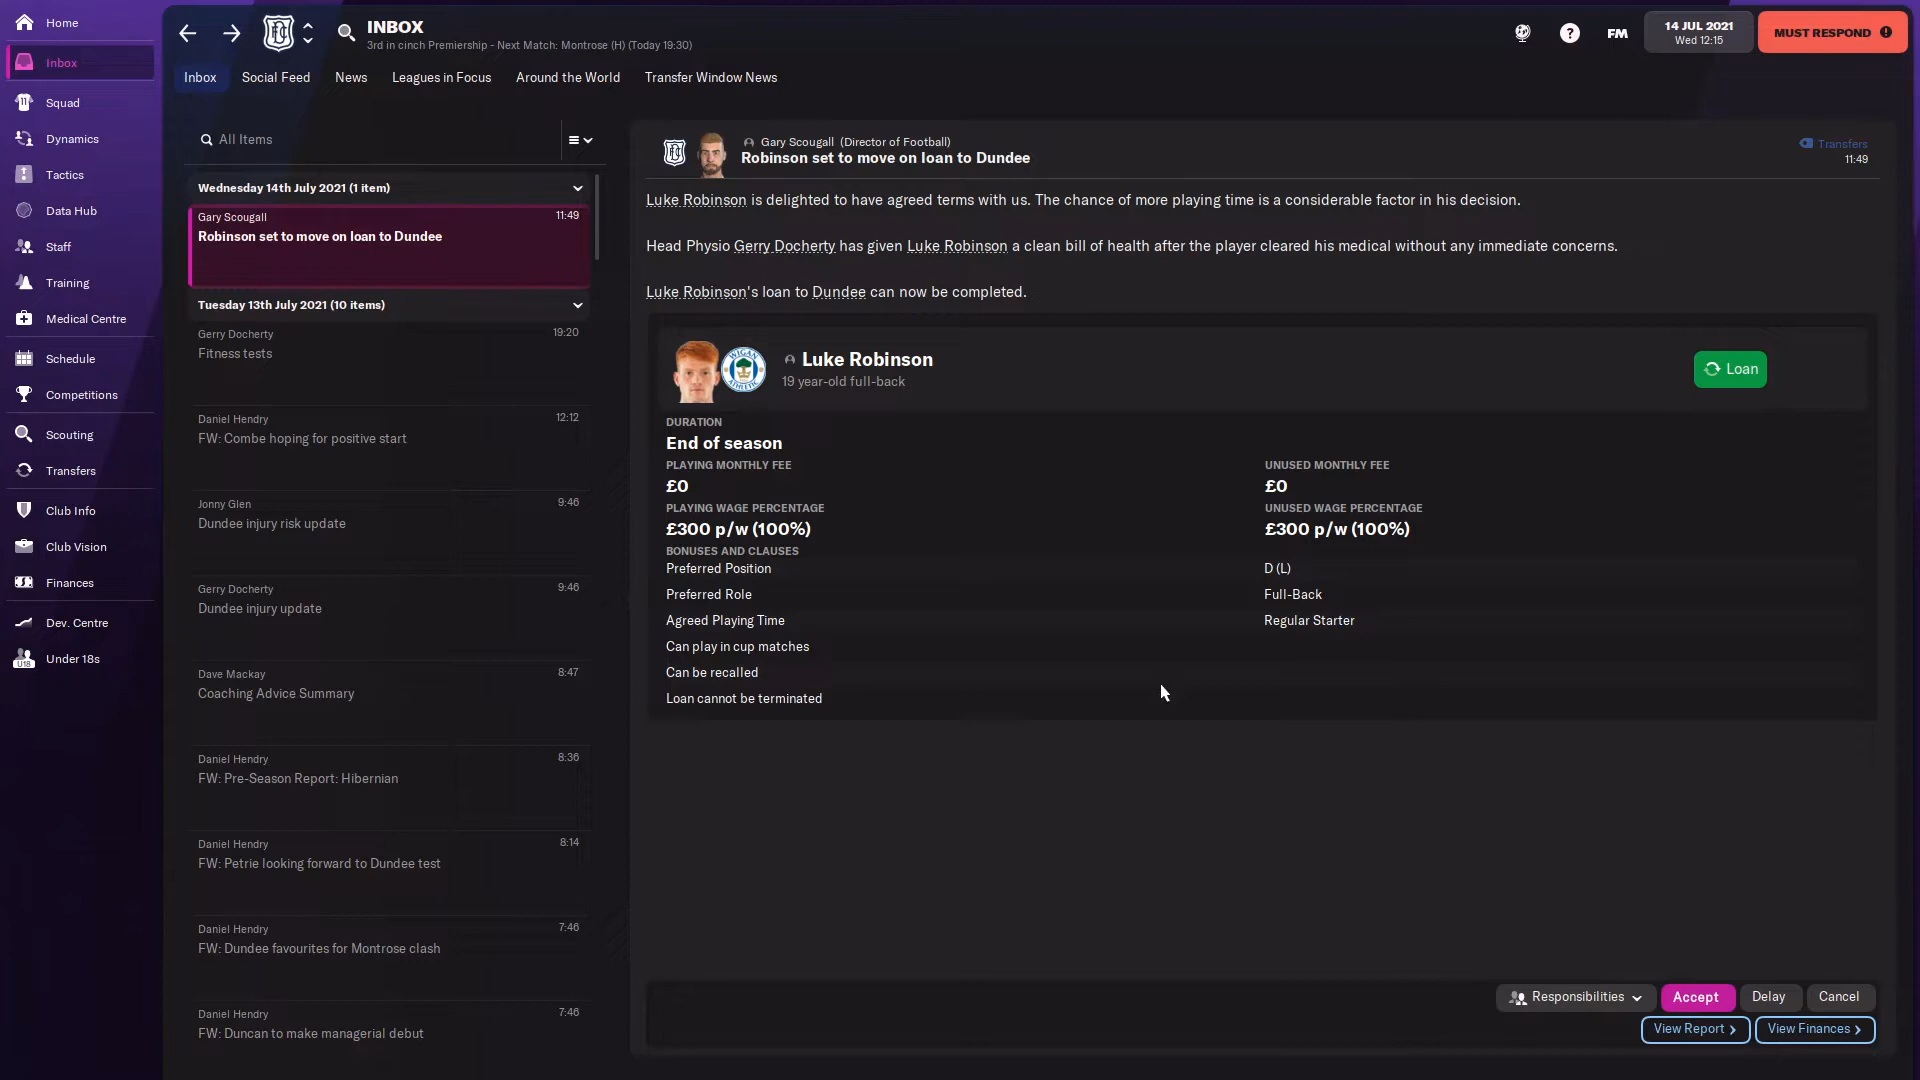 Home
Inbox
Squad
Dynamics
Tactics
Data Hub
Staff
Training
Medical Centre
Schedule
Competitions
Scouting
Transfers
Club Info
Club Vision
Finances
Dev. Centre
Under 18s
INBOX
3rd in cinch Premiership - Next Match: Montrose (H) (Today 19:30)
FM
14 JUL 2021
Wed 12:15
MUST RESPOND
Inbox
Social Feed
News
Leagues in Focus
Around the World
Transfer Window News
All Items
Wednesday 14th July 2021 (1 item)
Gary Scougall 11:49
Robinson set to move on loan to Dundee
Tuesday 13th July 2021 (10 items)
Gerry Docherty 19:20
Fitness tests
Daniel Hendry 12:12
FW: Combe hoping for positive start
Jonny Glen 9:46
Dundee injury risk update
Gerry Docherty 9:46
Dundee injury update
Dave Mackay 8:47
Coaching Advice Summary
Daniel Hendry 8:36
FW: Pre-Season Report: Hibernian
Daniel Hendry 8:14
FW: Petrie looking forward to Dundee test
Daniel Hendry 7:46
FW: Dundee favourites for Montrose clash
Daniel Hendry 7:46
FW: Duncan to make managerial debut
Gary Scougall (Director of Football)
Robinson set to move on loan to Dundee
Transfers
11:49
Luke Robinson is delighted to have agreed terms with us. The chance of more playing time is a considerable factor in his decision.
Head Physio Gerry Docherty has given Luke Robinson a clean bill of health after the player cleared his medical without any immediate concerns.
Luke Robinson's loan to Dundee can now be completed.
WIGAN
Luke Robinson
19 year-old full-back
Loan
DURATION
End of season
PLAYING MONTHLY FEE
£0
UNUSED MONTHLY FEE
£0
PLAYING WAGE PERCENTAGE
£300 p/w (100%)
UNUSED WAGE PERCENTAGE
£300 p/w (100%)
BONUSES AND CLAUSES
Preferred Position D (L)
Preferred Role Full-Back
Agreed Playing Time Regular Starter
Can play in cup matches
Can be recalled
Loan cannot be terminated
Responsibilities
Accept
Delay
Cancel
View Report
View Finances